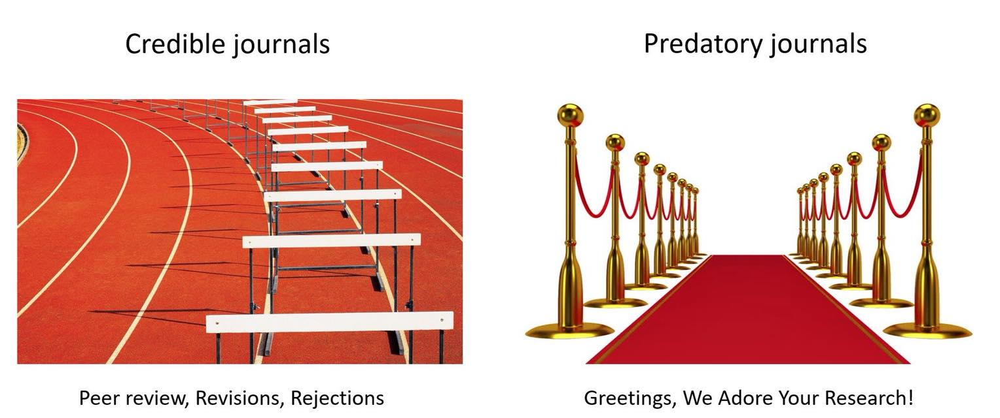 Credible journals
Predatory journals
Peer review, Revisions, Rejections
Greetings, We Adore Your Research!